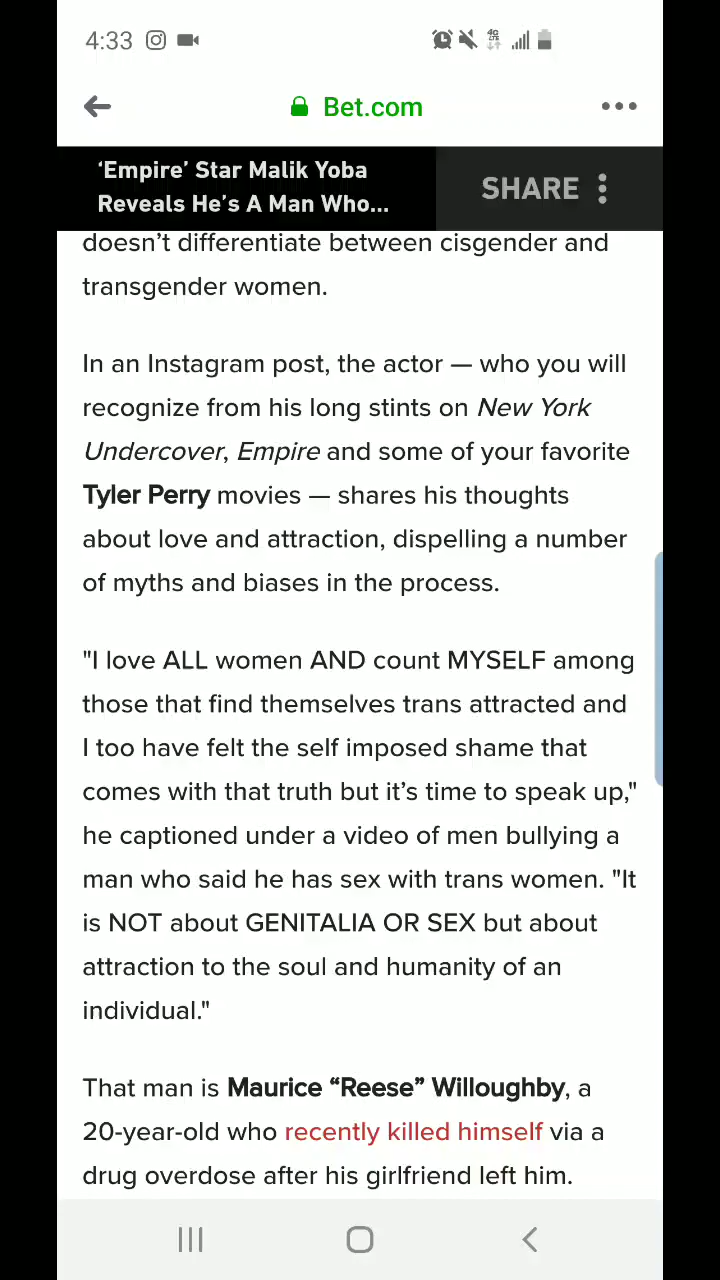 4:33
4G LTE
Bet.com
‘Empire’ Star Malik Yoba
Reveals He’s A Man Who...
SHARE
doesn’t differentiate between cisgender and
transgender women.
In an Instagram post, the actor — who you will
recognize from his long stints on New York
Undercover, Empire and some of your favorite
Tyler Perry movies — shares his thoughts
about love and attraction, dispelling a number
of myths and biases in the process.
"I love ALL women AND count MYSELF among
those that find themselves trans attracted and
I too have felt the self imposed shame that
comes with that truth but it’s time to speak up,"
he captioned under a video of men bullying a
man who said he has sex with trans women. "It
is NOT about GENITALIA OR SEX but about
attraction to the soul and humanity of an
individual."
That man is Maurice “Reese” Willoughby, a
20-year-old who recently killed himself via a
drug overdose after his girlfriend left him.